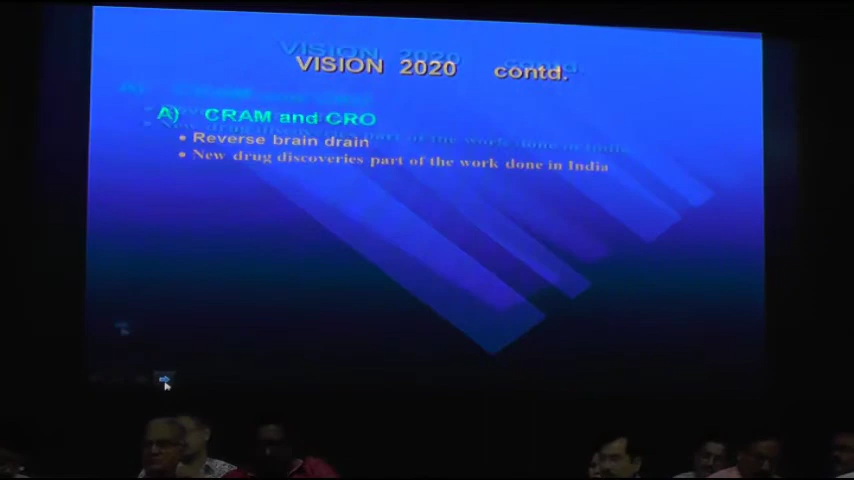 VISION 2020 contd.
A) CRAM and CRO
• Reverse brain drain
• New drug discoveries part of the work done in India